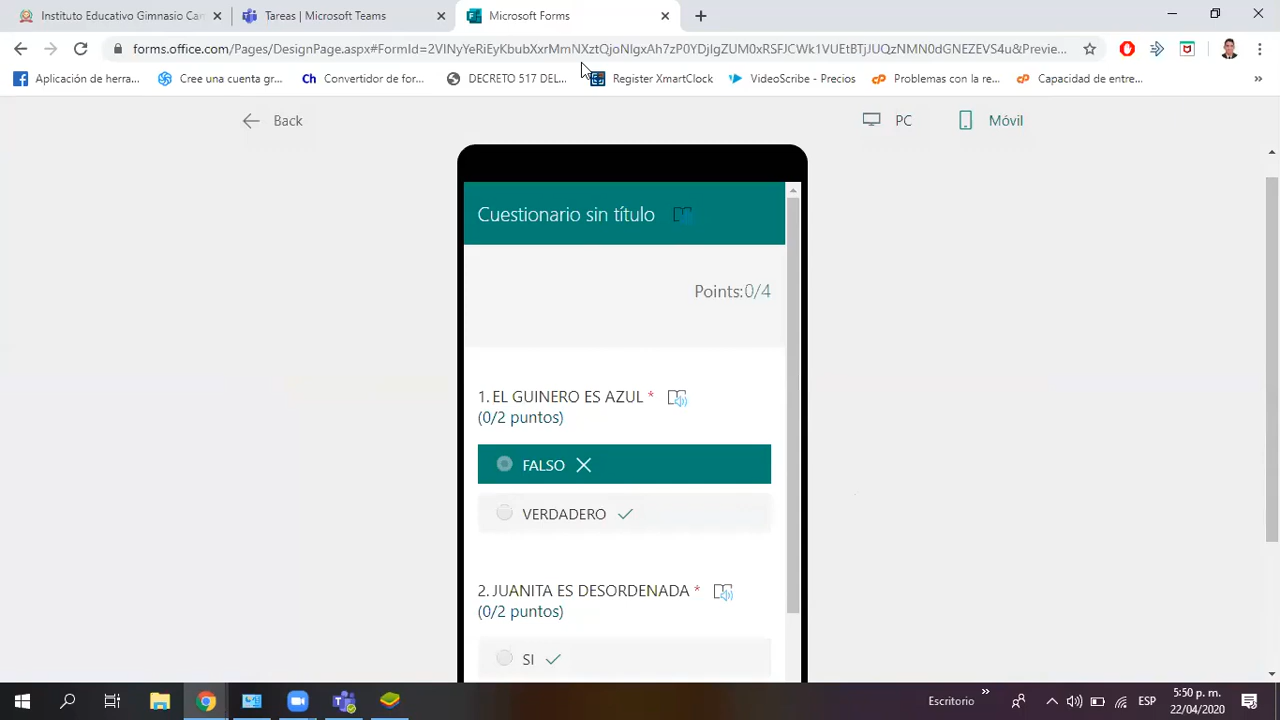 Instituto Educativo Gimnasio Ca
Tareas | Microsoft Teams
Microsoft Forms
forms.office.com/Pages/DesignPage.aspx#FormId=2VINyYeRiEyKbubXxrMmNXztQjoNIgxAh7zP0YDjIgZUM0xRSFJCWk1VUEtBTjJUQzNMN0dGNEZEVS4u&Previe...
Aplicación de herra...
Cree una cuenta gr...
Convertidor de for...
DECRETO 517 DEL...
Register XmartClock
VideoScribe - Precios
Problemas con la re...
Capacidad de entre...
Back
PC
Móvil
Cuestionario sin título
Points:0/4
1. EL GUINERO ES AZUL *
(0/2 puntos)
FALSO
VERDADERO
2. JUANITA ES DESORDENADA *
(0/2 puntos)
SI
Escritorio
ESP
5:50 p. m.
22/04/2020